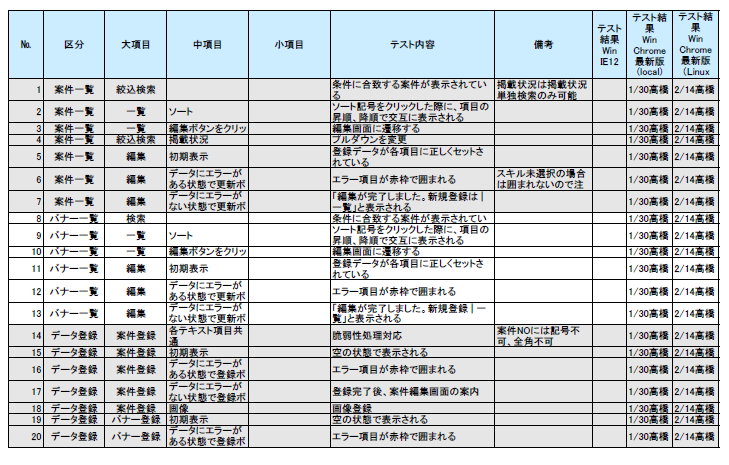 № 区分 大項目 中項目 小項目 テスト内容 備考 テスト結果 Win IE12 テスト結果 Win Chrome 最新版 (local) テスト結果 Win Chrome 最新版 (Linux
1 案件一覧 絞込検索 条件に合致する案件が表示されている 掲載状況は掲載状況単独検索のみ可能 1/30高橋 2/14高橋
2 案件一覧 一覧 ソート ソート記号をクリックした際に、項目の昇順、降順で交互に表示される 1/30高橋 2/14高橋
3 案件一覧 一覧 編集ボタンをクリッ 編集画面に遷移する 1/30高橋 2/14高橋
4 案件一覧 絞込検索 掲載状況 プルダウンを変更 1/30高橋 2/14高橋
5 案件一覧 編集 初期表示 登録データが各項目に正しくセットされている 1/30高橋 2/14高橋
6 案件一覧 編集 データにエラーがある状態で更新ボ エラー項目が赤枠で囲まれる スキル未選択の場合は囲まれないので注 1/30高橋 2/14高橋
7 案件一覧 編集 データにエラーがない状態で更新ボ 「編集が完了しました。新規登録は|一覧」と表示される 1/30高橋 2/14高橋
8 バナー一覧 検索 条件に合致する案件が表示されてい 1/30高橋 2/14高橋
9 バナー一覧 一覧 ソート ソート記号をクリックした際に、項目の昇順、降順で交互に表示される 1/30高橋 2/14高橋
10 バナー一覧 一覧 編集ボタンをクリッ 編集画面に遷移する 1/30高橋 2/14高橋
11 バナー一覧 編集 初期表示 登録データが各項目に正しくセットされている 1/30高橋 2/14高橋
12 バナー一覧 編集 データにエラーがある状態で更新ボ エラー項目が赤枠で囲まれる 1/30高橋 2/14高橋
13 バナー一覧 編集 データにエラーがない状態で更新ボ 「編集が完了しました。新規登録|一覧」と表示される 1/30高橋 2/14高橋
14 データ登録 案件登録 各テキスト項目共通 脆弱性処理対応 案件NOには記号不可、全角不可 1/30高橋 2/14高橋
15 データ登録 案件登録 初期表示 空の状態で表示される 1/30高橋 2/14高橋
16 データ登録 案件登録 データにエラーがある状態で登録ボ エラー項目が赤枠で囲まれる 1/30高橋 2/14高橋
17 データ登録 案件登録 データにエラーがない状態で登録ボ 登録完了後、案件編集画面の案内 1/30高橋 2/14高橋
18 データ登録 案件登録 画像 画像登録 1/30高橋 2/14高橋
19 データ登録 バナー登録 初期表示 空の状態で表示される 1/30高橋 2/14高橋
20 データ登録 バナー登録 データにエラーがある状態で登録ボ エラー項目が赤枠で囲まれる 1/30高橋 2/14高橋